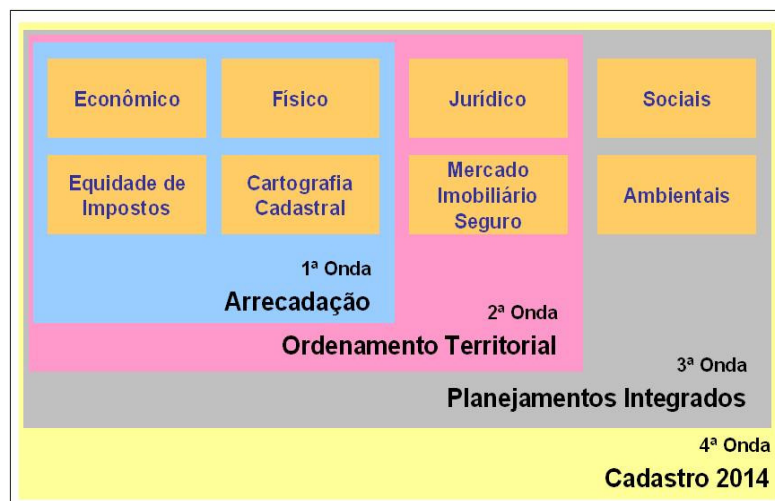 Econômico
Físico
Jurídico
Sociais
Equidade de
Impostos
Cartografia
Cadastral
Mercado
Imobiliário
Seguro
Ambientais
1ª Onda
Arrecadação
2ª Onda
Ordenamento Territorial
3ª Onda
Planejamentos Integrados
4ª Onda
Cadastro 2014